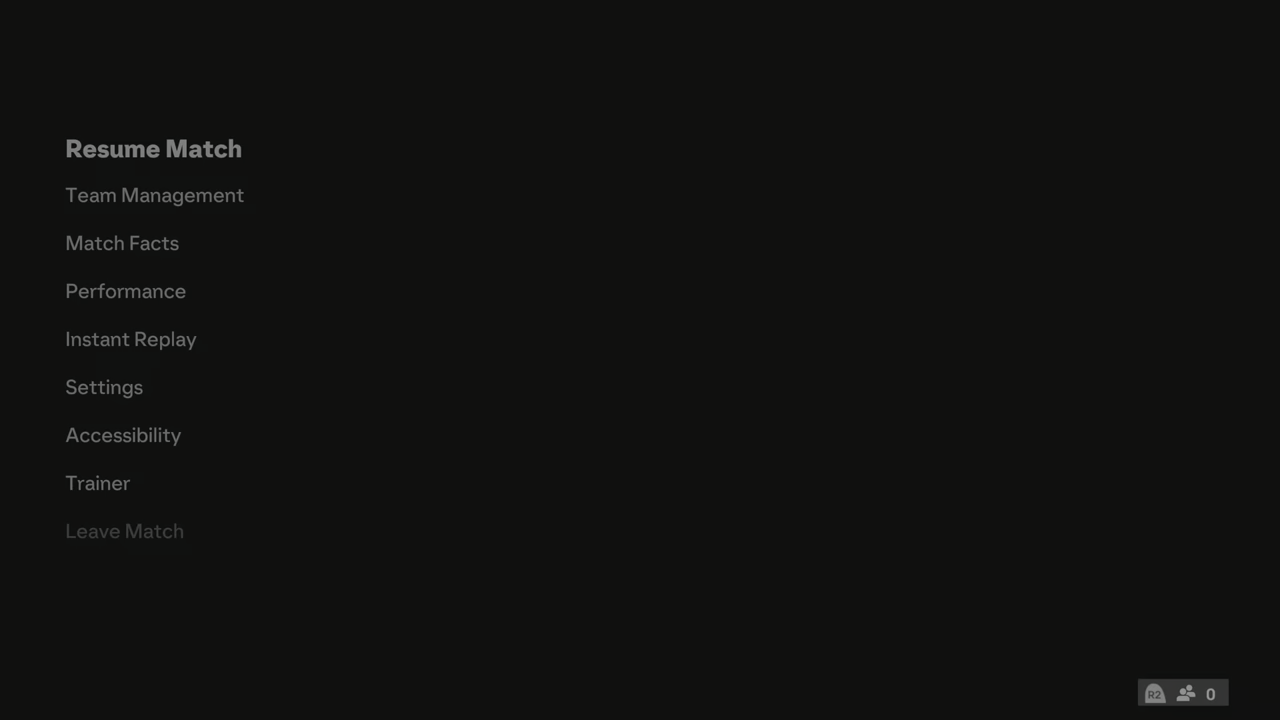 Resume Match
Team Management
Match Facts
Performance
Instant Replay
Settings
Accessibility
Trainer
Leave Match
R2 0